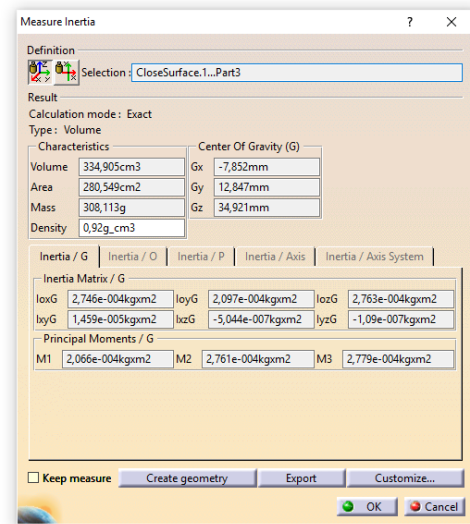 Measure Inertia ? ×
Definition
Selection : CloseSurface.1...Part3
Result
Calculation mode : Exact
Type : Volume
Characteristics Center Of Gravity (G)
Volume 334,905cm3 Gx -7,852mm
Area 280,549cm2 Gy 12,847mm
Mass 308,113g Gz 34,921mm
Density 0,92g_cm3
Inertia / G Inertia / O Inertia / P Inertia / Axis Inertia / Axis System
Inertia Matrix / G
IoxG 2,746e-004kgxm2 IoyG 2,097e-004kgxm2 IozG 2,763e-004kgxm2
IxyG 1,459e-005kgxm2 IxzG -5,044e-007kgxm2 IyzG -1,09e-007kgxm2
Principal Moments / G
M1 2,066e-004kgxm2 M2 2,761e-004kgxm2 M3 2,779e-004kgxm2
Keep measure Create geometry Export Customize...
OK Cancel